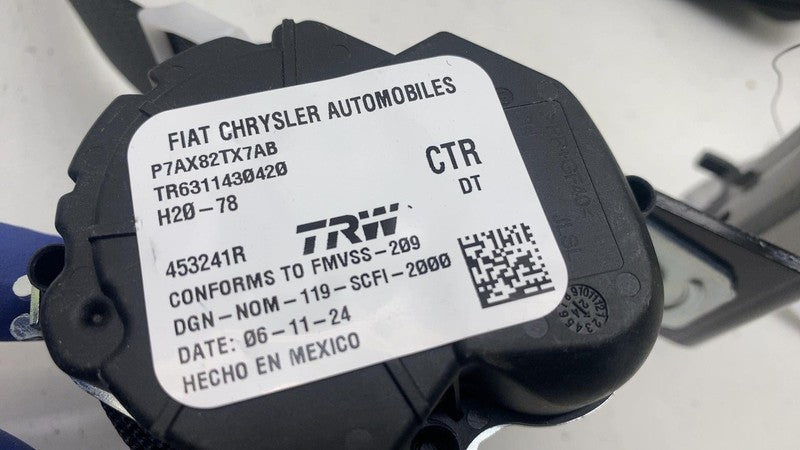 FIAT CHRYSLER AUTOMOBILES
P7AX82TX7AB
TR6311430420
H20-78
CTR
DT
TRW
453241R
CONFORMS TO FMVSS-209
DGN-NOM-119-SCFI-2000
DATE: 06-11-24
HECHO EN MEXICO